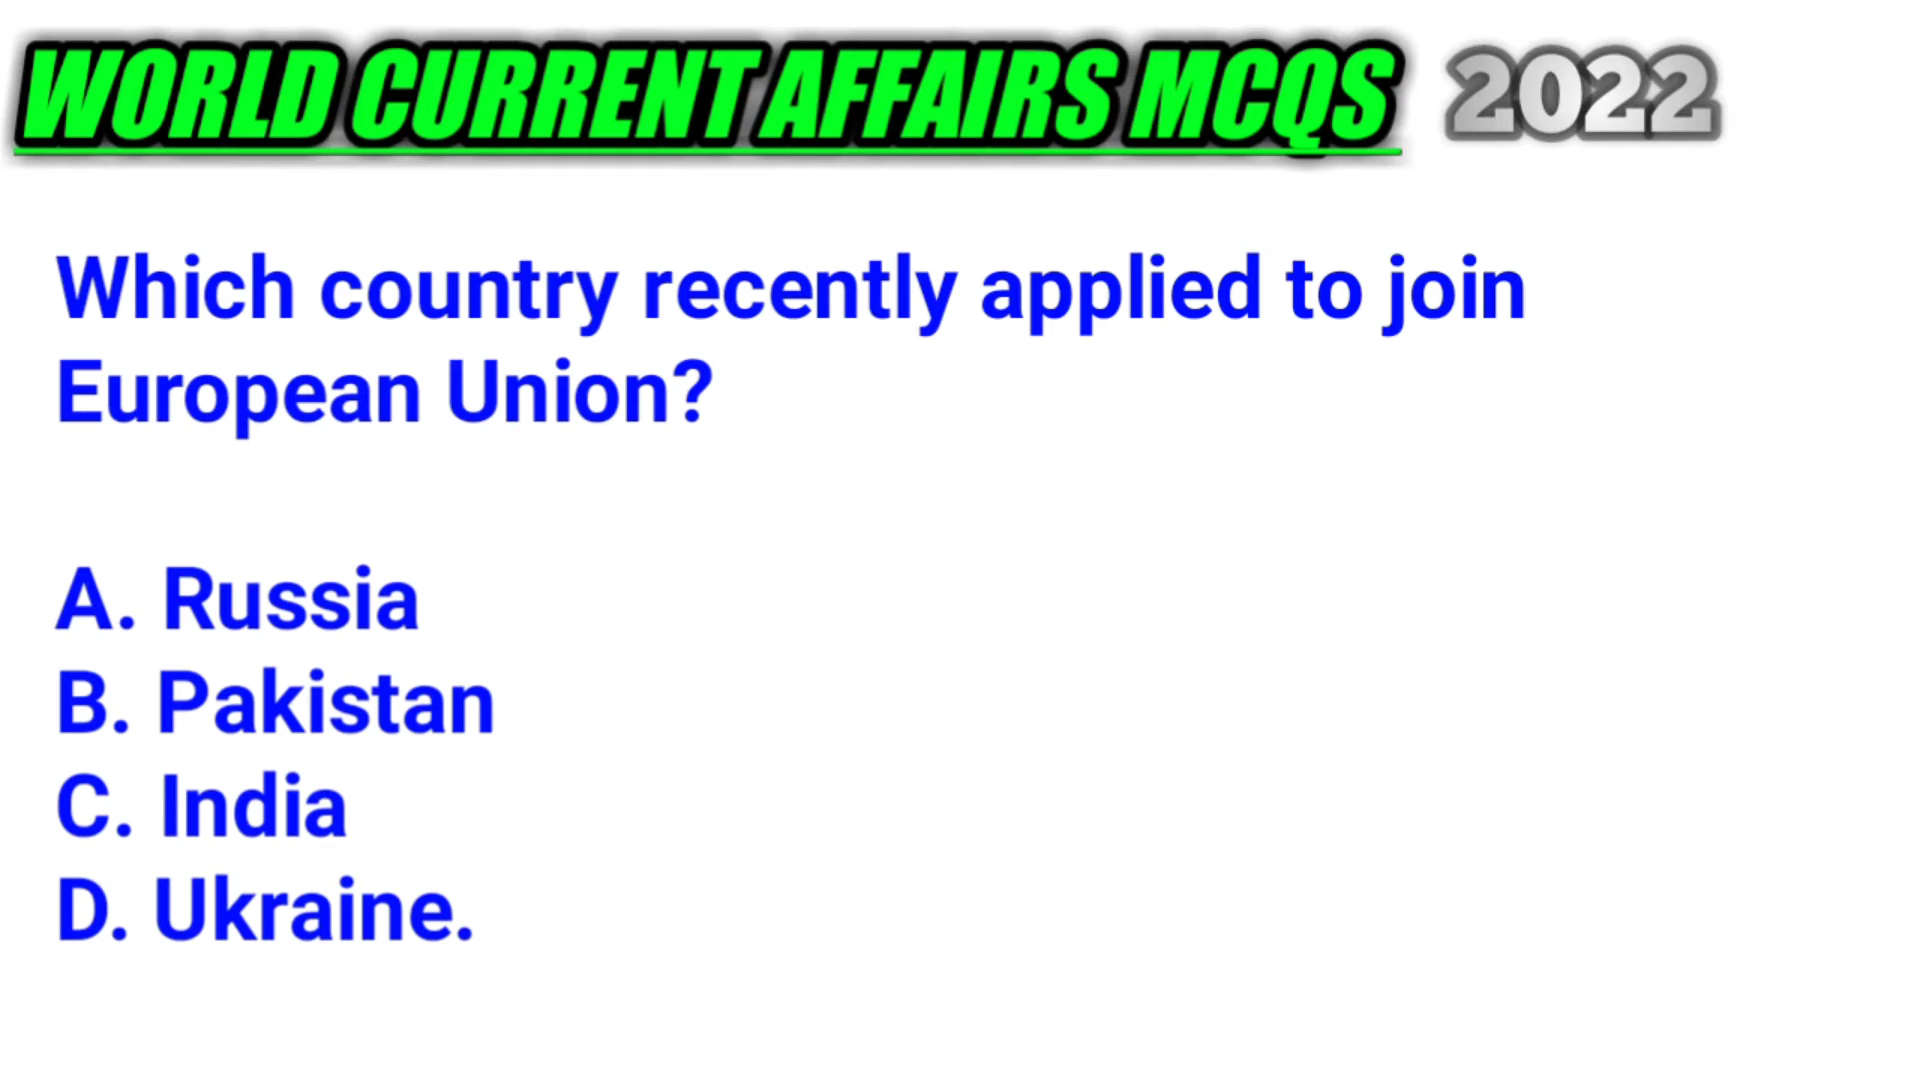 WORLD CURRENT AFFAIRS MCQS 2022
Which country recently applied to join
European Union?
A. Russia
B. Pakistan
C. India
D. Ukraine.